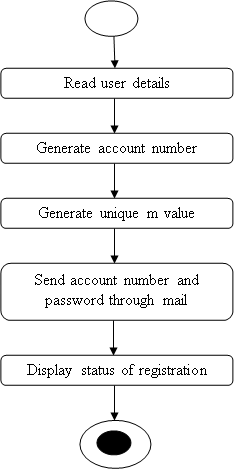 Read user details
Generate account number
Generate unique m value
Send account number and
password through mail
Display status of registration